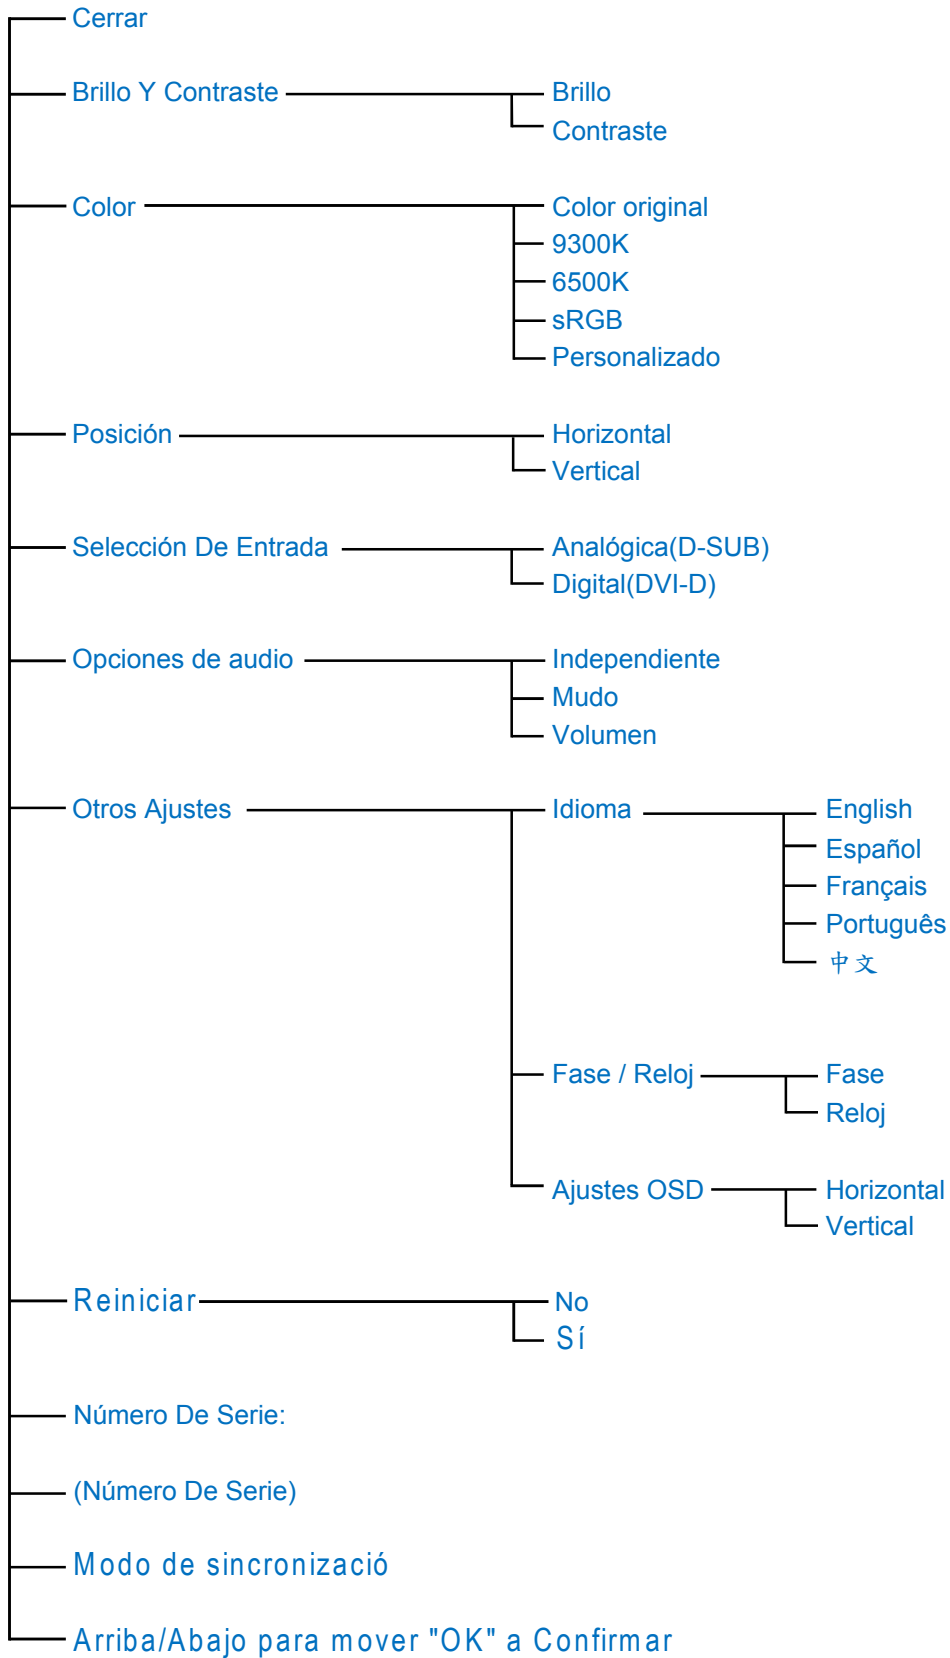 Cerrar
Brillo Y Contraste
Brillo
Contraste
Color
Color original
9300K
6500K
sRGB
Personalizado
Posición
Horizontal
Vertical
Selección De Entrada
Analógica(D-SUB)
Digital(DVI-D)
Opciones de audio
Independiente
Mudo
Volumen
Otros Ajustes
Idioma
English
Español
Français
Português
中文
Fase / Reloj
Fase
Reloj
Ajustes OSD
Horizontal
Vertical
Reiniciar
No
Sí
Número De Serie:
(Número De Serie)
Modo de sincronizació
Arriba/Abajo para mover "OK" a Confirmar